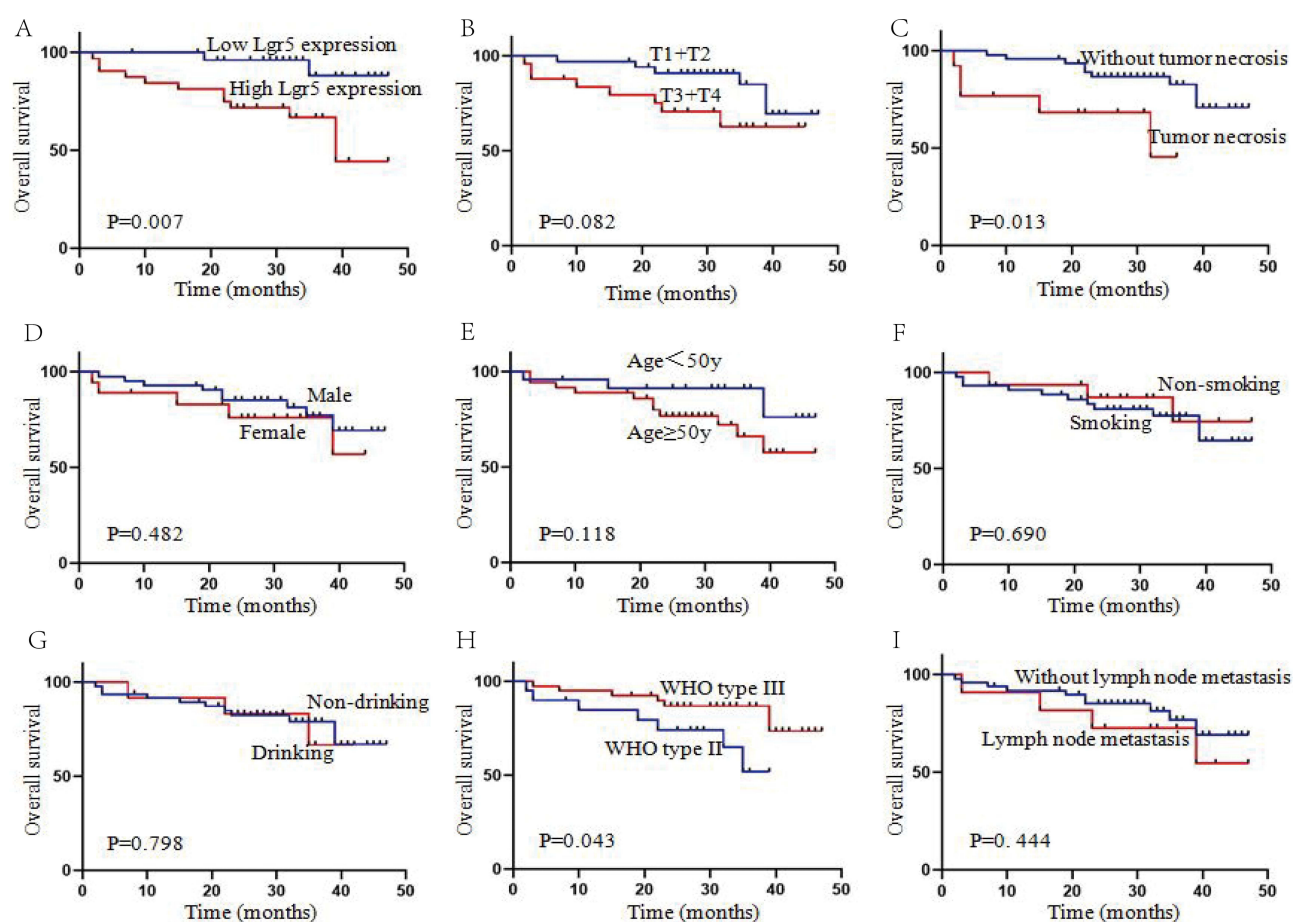 A
Overall survival
100
50
0
Low Lgr5 expression
High Lgr5 expression
P=0.007
0 10 20 30 40 50
Time (months)
B
Overall survival
100
50
0
T1+T2
T3+T4
P=0.082
0 10 20 30 40 50
Time (months)
C
Overall survival
100
50
0
Without tumor necrosis
Tumor necrosis
P=0.013
0 10 20 30 40 50
Time (months)
D
Overall survival
100
50
0
Male
Female
P=0.482
0 10 20 30 40 50
Time (months)
E
Overall survival
100
50
0
Age<50y
Age≥50y
P=0.118
0 10 20 30 40 50
Time (months)
F
Overall survival
100
50
0
Non-smoking
Smoking
P=0.690
0 10 20 30 40 50
Time (months)
G
Overall survival
100
50
0
Non-drinking
Drinking
P=0.798
0 10 20 30 40 50
Time (months)
H
Overall survival
100
50
0
WHO type III
WHO type II
P=0.043
0 10 20 30 40 50
Time (months)
I
Overall survival
100
50
0
Without lymph node metastasis
Lymph node metastasis
P=0. 444
0 10 20 30 40 50
Time (months)